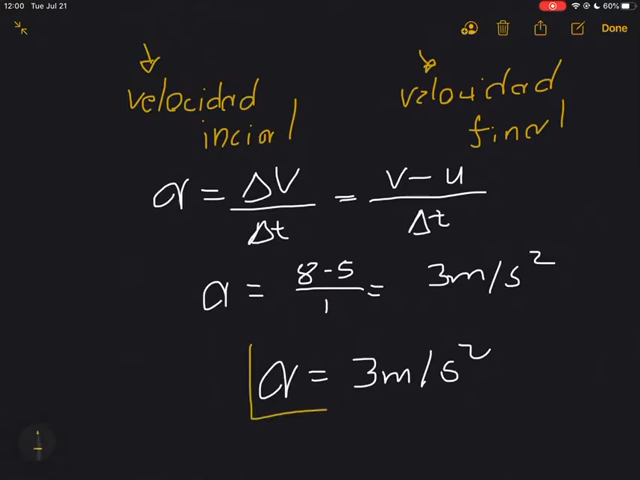 12:00 Tue Jul 21 60%
Done
velocidad velocidad
incial final
a = ΔV/Δt = v - u/Δt
a = 8 - 5/1 = 3m/s²
a = 3m/s²